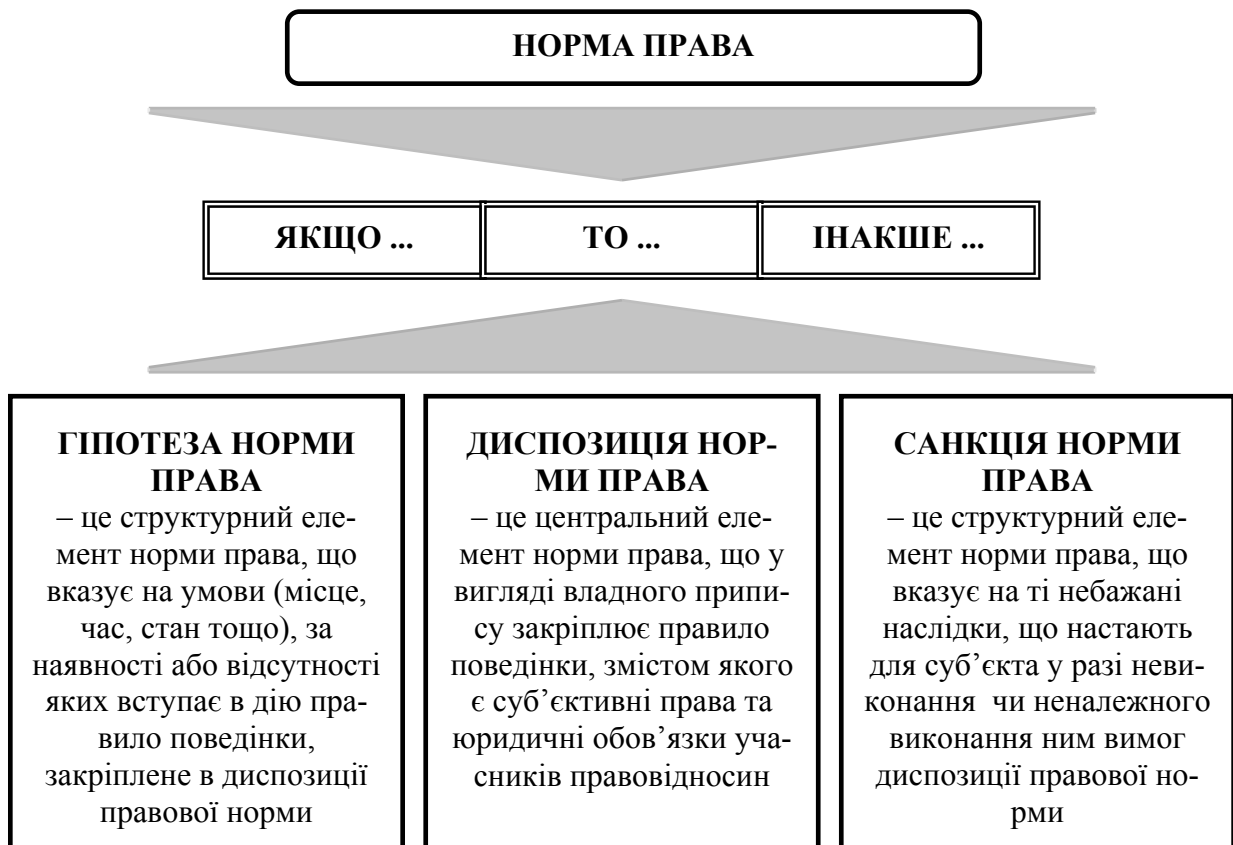 НОРМА ПРАВА
ЯКЩО ...
ТО ...
ІНАКШЕ ...
ГІПОТЕЗА НОРМИ
ПРАВА
– це структурний еле-
мент норми права, що
вказує на умови (місце,
час, стан тощо), за
наявності або відсутності
яких вступає в дію пра-
вило поведінки,
закріплене в диспозиції
правової норми
ДИСПОЗИЦІЯ НОР-
МИ ПРАВА
– це центральний еле-
мент норми права, що у
вигляді владного припи-
су закріплює правило
поведінки, змістом якого
є суб’єктивні права та
юридичні обов’язки уча-
сників правовідносин
САНКЦІЯ НОРМИ
ПРАВА
– це структурний еле-
мент норми права, що
вказує на ті небажані
наслідки, що настають
для суб’єкта у разі неви-
конання  чи неналежного
виконання ним вимог
диспозиції правової но-
рми